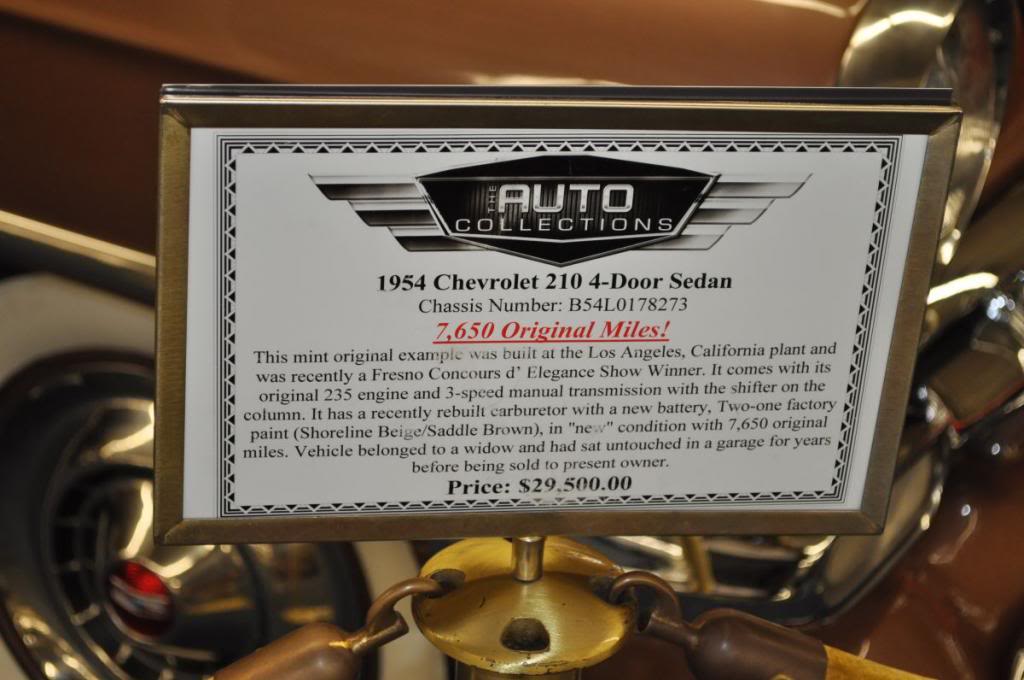 THE AUTO
COLLECTIONS
1954 Chevrolet 210 4-Door Sedan
Chassis Number: B54L0178273
7,650 Original Miles!
This mint original example was built at the Los Angeles, California plant and
was recently a Fresno Concours d' Elegance Show Winner. It comes with its
original 235 engine and 3-speed manual transmission with the shifter on the
column. It has a recently rebuilt carburetor with a new battery, Two-one factory
paint (Shoreline Beige/Saddle Brown), in "new" condition with 7,650 original
miles. Vehicle belonged to a widow and had sat untouched in a garage for years
before being sold to present owner.
Price: $29,500.00